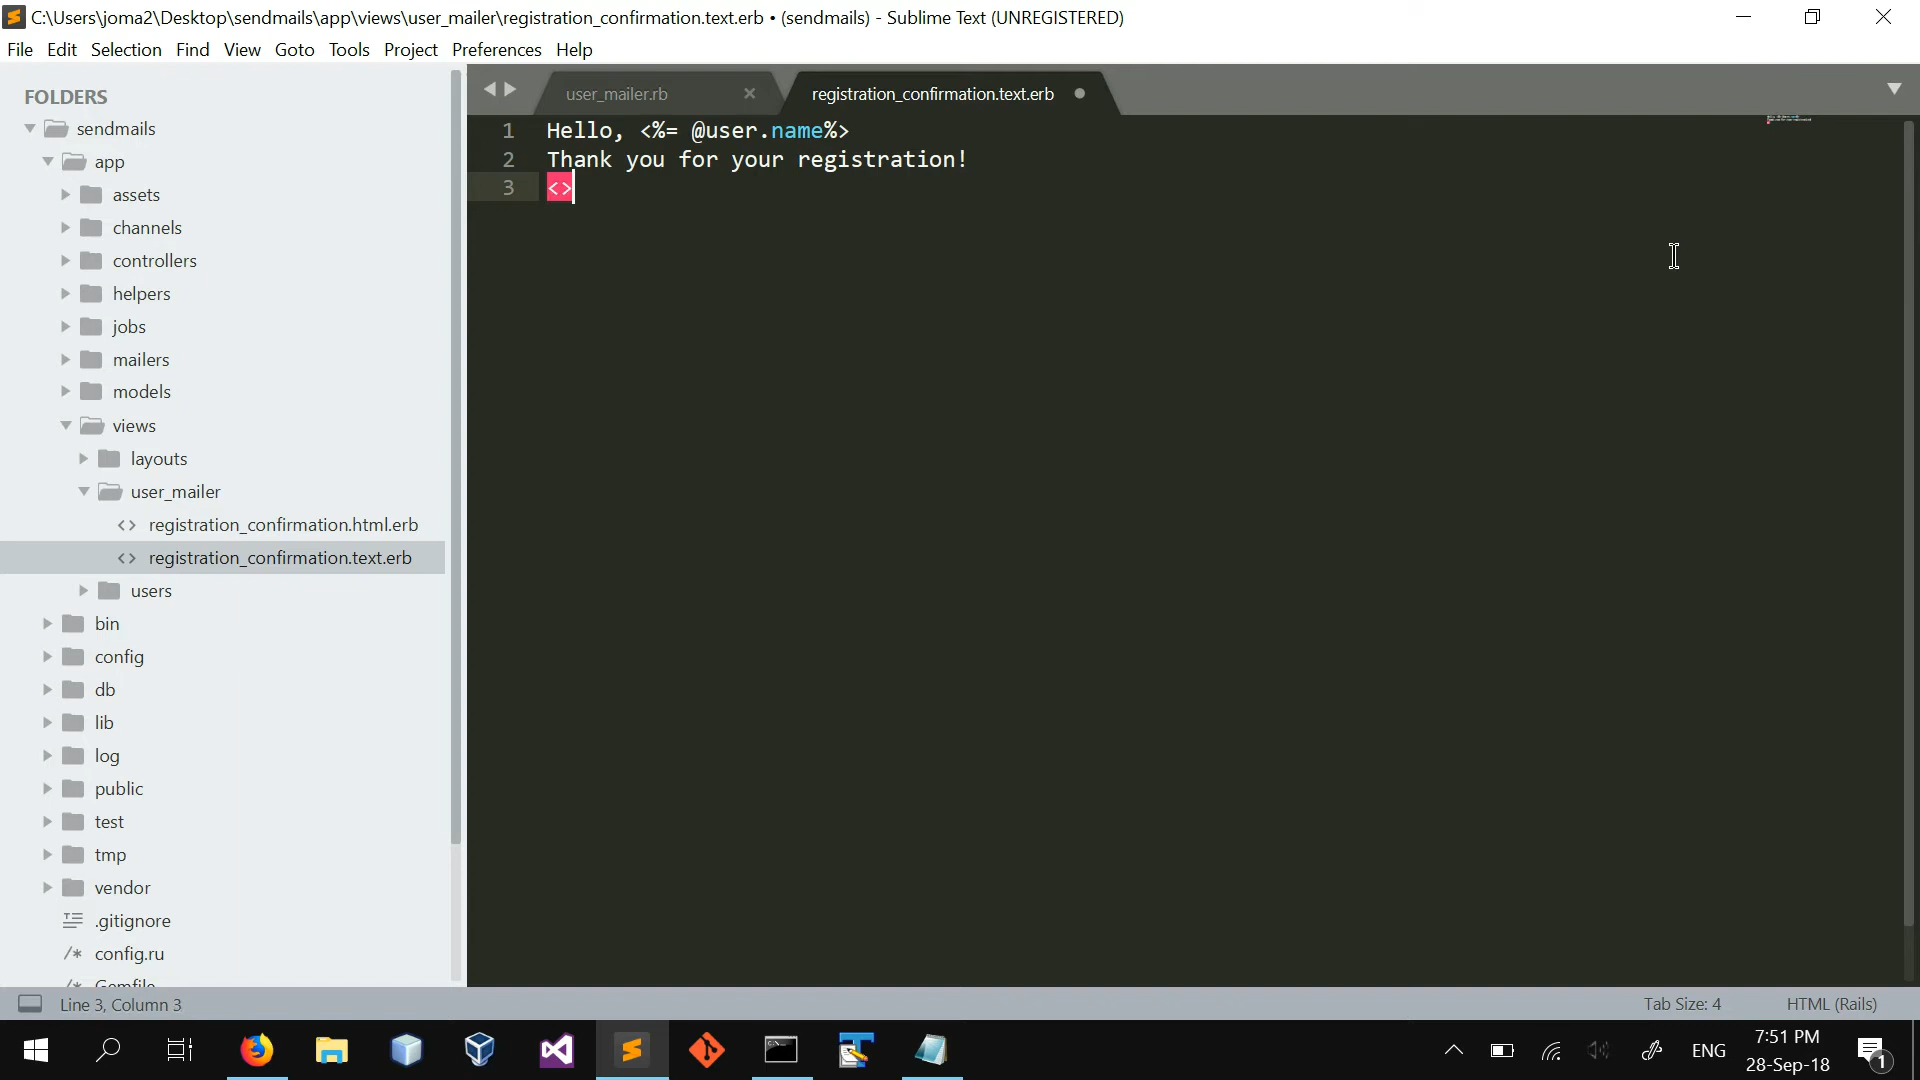 C:\Users\joma2\Desktop\sendmails\app\views\user_mailer\registration_confirmation.text.erb • (sendmails) - Sublime Text (UNREGISTERED)
File Edit Selection Find View Goto Tools Project Preferences Help
FOLDERS
sendmails
app
assets
channels
controllers
helpers
jobs
mailers
models
views
layouts
user_mailer
<> registration_confirmation.html.erb
<> registration_confirmation.text.erb
users
bin
config
db
lib
log
public
test
tmp
vendor
.gitignore
/* config.ru
/* Gemfile
user_mailer.rb
registration_confirmation.text.erb
1 Hello, <%= @user.name%>
2 Thank you for your registration!
3 <>
Line 3, Column 3
Tab Size: 4
HTML (Rails)
ENG
7:51 PM
28-Sep-18
1